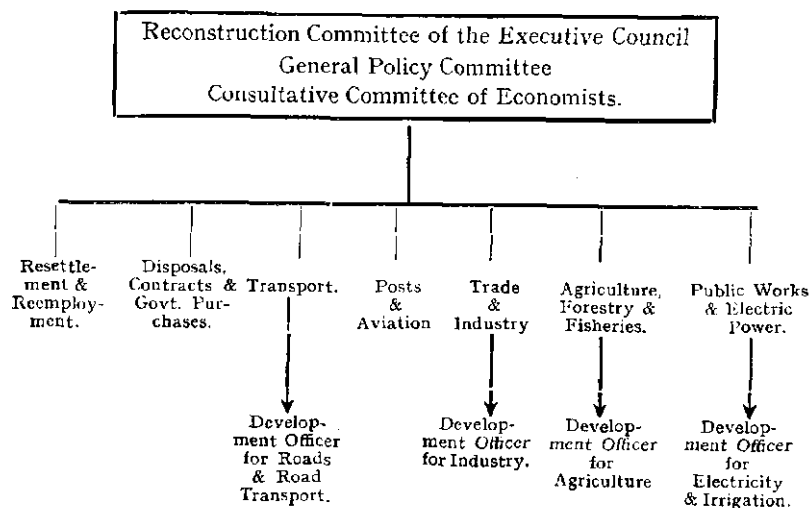 Reconstruction Committee of the Executive Council
General Policy Committee
Consultative Committee of Economists.
Resettle-
ment &
Reemploy-
ment.
Disposals,
Contracts &
Govt. Pur-
chases.
Transport.
Posts
&
Aviation
Trade
&
Industry
Agriculture,
Forestry &
Fisheries.
Public Works
& Electric
Power.
Develop-
ment Officer
for Roads
& Road
Transport.
Develop-
ment Officer
for Industry.
Develop-
ment Officer
for
Agriculture
Develop-
ment Officer
for
Electricity
& Irrigation.